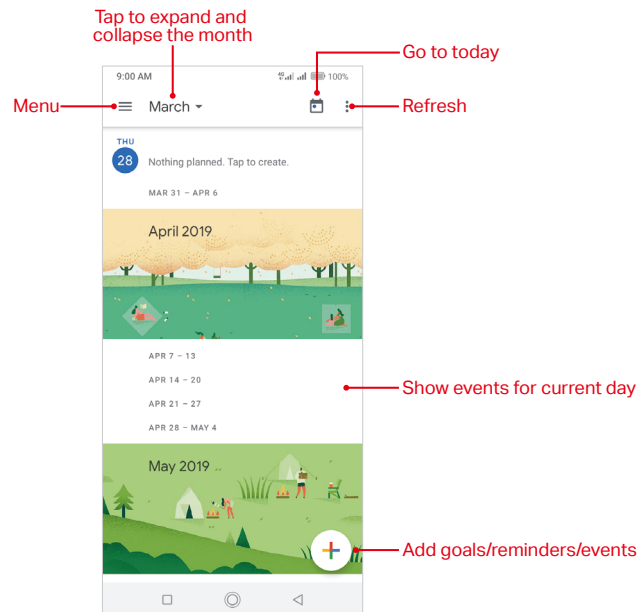 Tap to expand and
collapse the month
Go to today
9:00 AM
4G
100%
Menu
March
Refresh
THU
28
Nothing planned. Tap to create.
MAR 31 – APR 6
April 2019
APR 7 – 13
APR 14 – 20
Show events for current day
APR 21 – 27
APR 28 – MAY 4
May 2019
Add goals/reminders/events